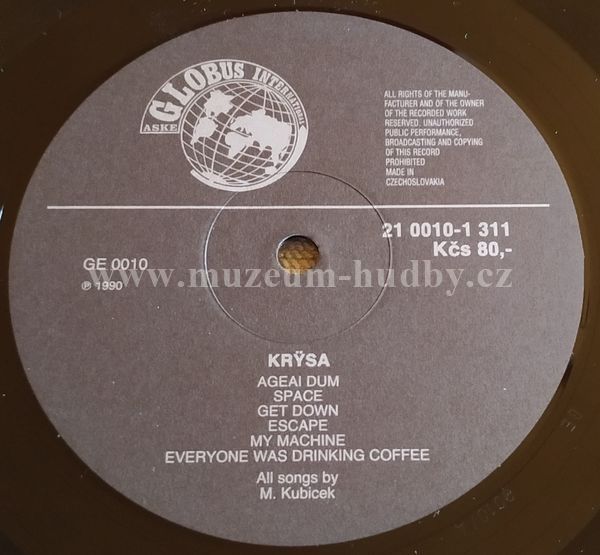 GLOBUS INTERNATIONAL
ASKE
ALL RIGHTS OF THE MANU-
FACTURER AND OF THE OWNER
OF THE RECORDED WORK
RESERVED. UNAUTHORIZED
PUBLIC PERFORMANCE,
BROADCASTING AND COPYING
OF THIS RECORD
PROHIBITED
MADE IN
CZECHOSLOVAKIA
21 0010-1 311
Kčs 80,-
GE 0010
℗ 1990
www.muzeum-hudby.cz
KRŸSA
AGEAI DUM
SPACE
GET DOWN
ESCAPE
MY MACHINE
EVERYONE WAS DRINKING COFFEE
All songs by
M. Kubicek